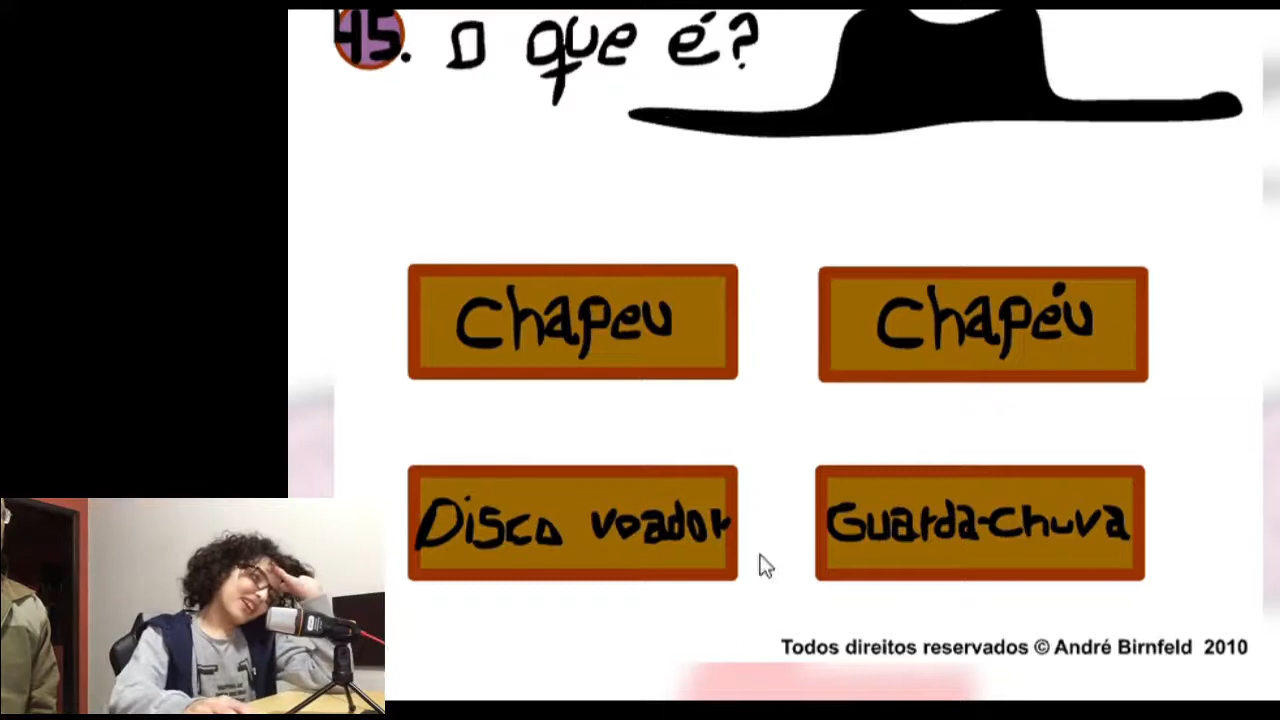 45. O que é?
Chapeu
Chapéu
Disco voador
Guarda-chuva
Todos direitos reservados © André Birnfeld 2010